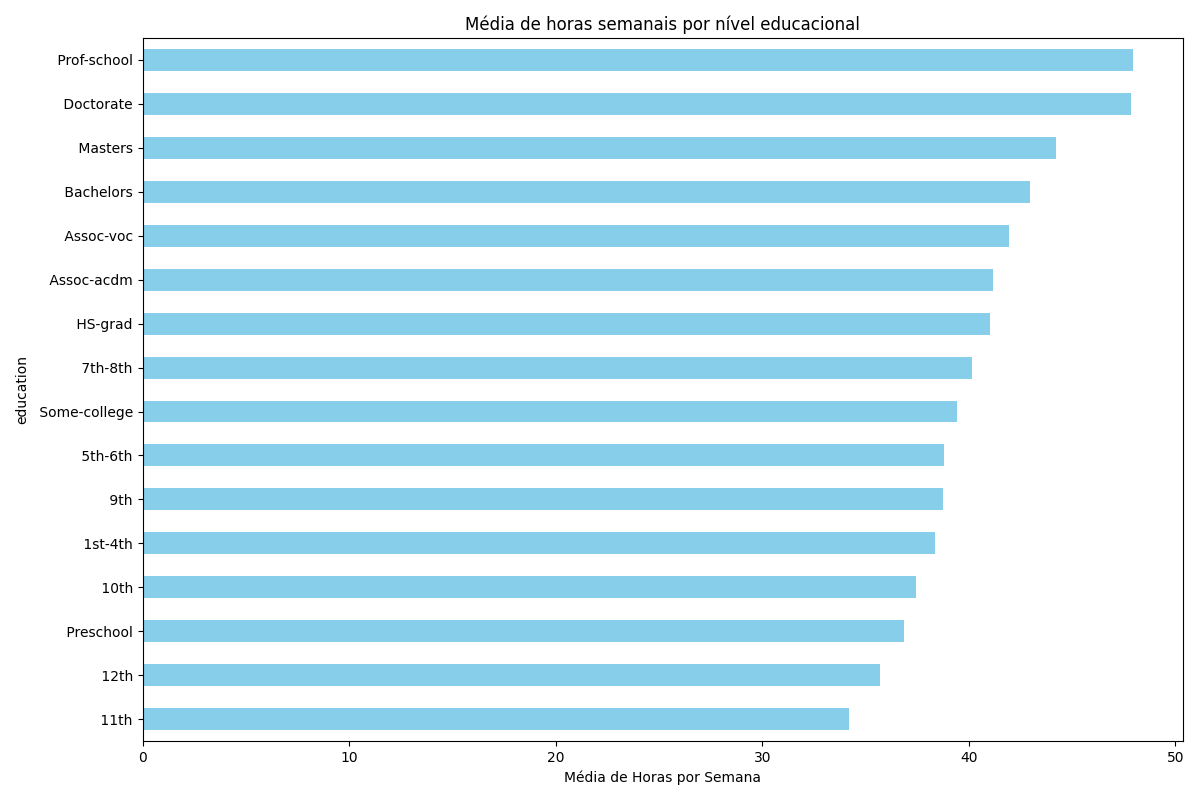 Média de horas semanais por nível educacional
Prof-school
Doctorate
Masters
Bachelors
Assoc-voc
Assoc-acdm
HS-grad
7th-8th
Some-college
5th-6th
9th
1st-4th
10th
Preschool
12th
11th
education
0 10 20 30 40 50
Média de Horas por Semana